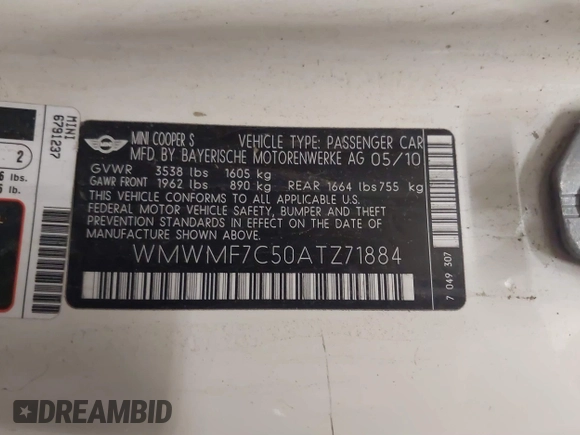 MINI COOPER S VEHICLE TYPE: PASSENGER CAR
MFD. BY BAYERISCHE MOTORENWERKE AG 05/10
GVWR 3538 lbs 1605 kg
GAWR FRONT 1962 lbs 890 kg REAR 1664 lbs 755 kg
THIS VEHICLE CONFORMS TO ALL APPLICABLE U.S.
FEDERAL MOTOR VEHICLE SAFETY, BUMPER AND THEFT
PREVENTION STANDARDS IN EFFECT ON THE DATE OF
MANUFACTURE SHOWN ABOVE.
WMWMF7C50ATZ71884
7 049 307
MINI
6791237
2
lbs.
lb.
DREAMBID